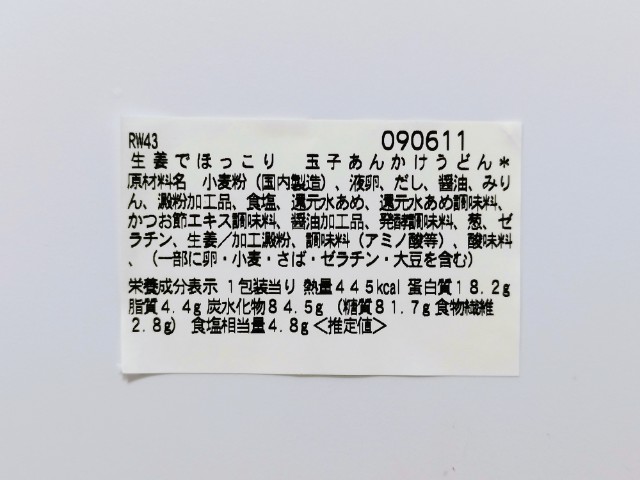 RW43 090611
生姜でほっこり 玉子あんかけうどん*
原材料名 小麦粉(国内製造)、液卵、だし、醤油、みり
ん、澱粉加工品、食塩、還元水あめ、還元水あめ調味料、
かつお節エキス調味料、醤油加工品、発酵調味料、葱、ゼ
ラチン、生姜/加工澱粉、調味料(アミノ酸等)、酸味料
、(一部に卵・小麦・さば・ゼラチン・大豆を含む)
栄養成分表示 1包装当り 熱量445kcal 蛋白質18.2g
脂質4.4g 炭水化物84.5g(糖質81.7g 食物繊維
2.8g) 食塩相当量4.8g<推定値>